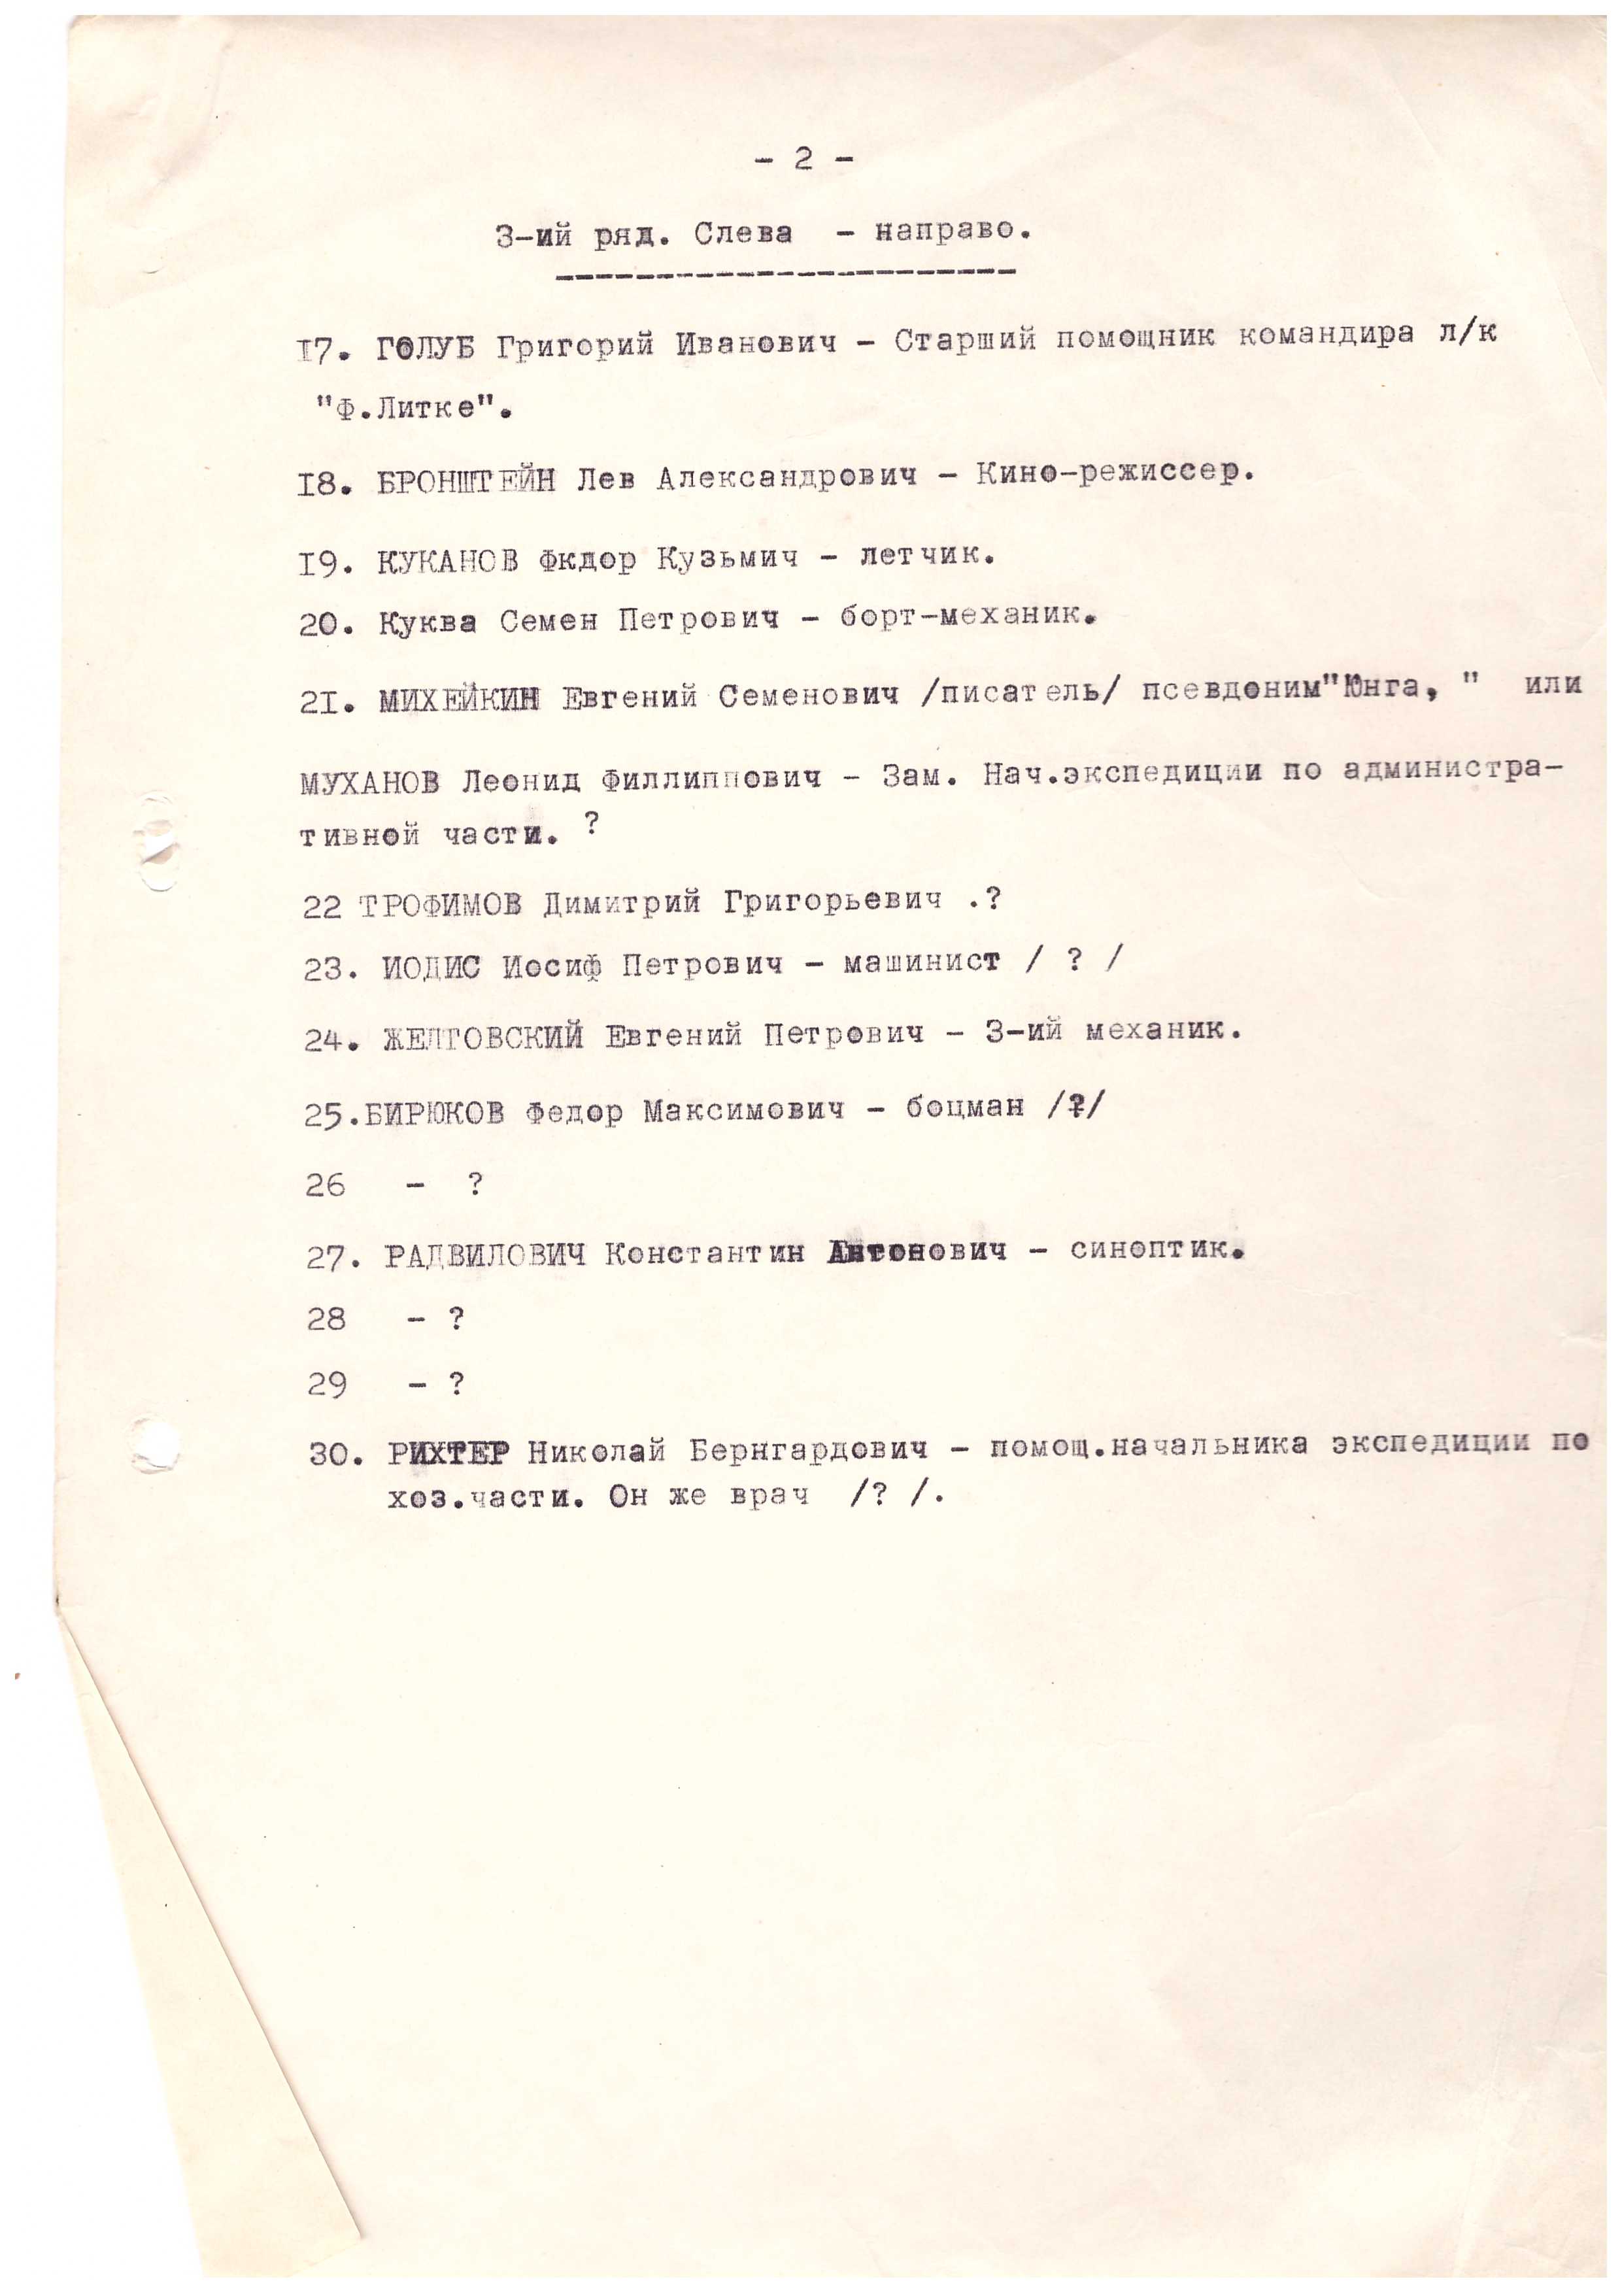 - 2 -
3-ий ряд. Слева - направо.
-----------------------
17. ГОЛУБ Григорий Иванович - Старший помощник командира л/к
"Ф.Литке".
18. БРОНШТЕЙН Лев Александрович - Кино-режиссер.
19. КУКАНОВ Фкдор Кузьмич - летчик.
20. Куква Семен Петрович - борт-механик.
21. МИХЕЙКИН Евгений Семенович /писатель/ псевдоним"Юнга, " или
МУХАНОВ Леонид Филлиппович - Зам. Нач.экспедиции по администра-
тивной части. ?
22 ТРОФИМОВ Димитрий Григорьевич .?
23. ИОДИС Иосиф Петрович - машинист / ? /
24. ЖЕЛТОВСКИЙ Евгений Петрович - 3-ий механик.
25.БИРЮКОВ Федор Максимович - боцман /?/
26 - ?
27. РАДВИЛОВИЧ Константин Антонович - синоптик.
28 - ?
29 - ?
30. РИХТЕР Николай Бернгардович - помощ.начальника экспедиции по
хоз.части. Он же врач /? /.